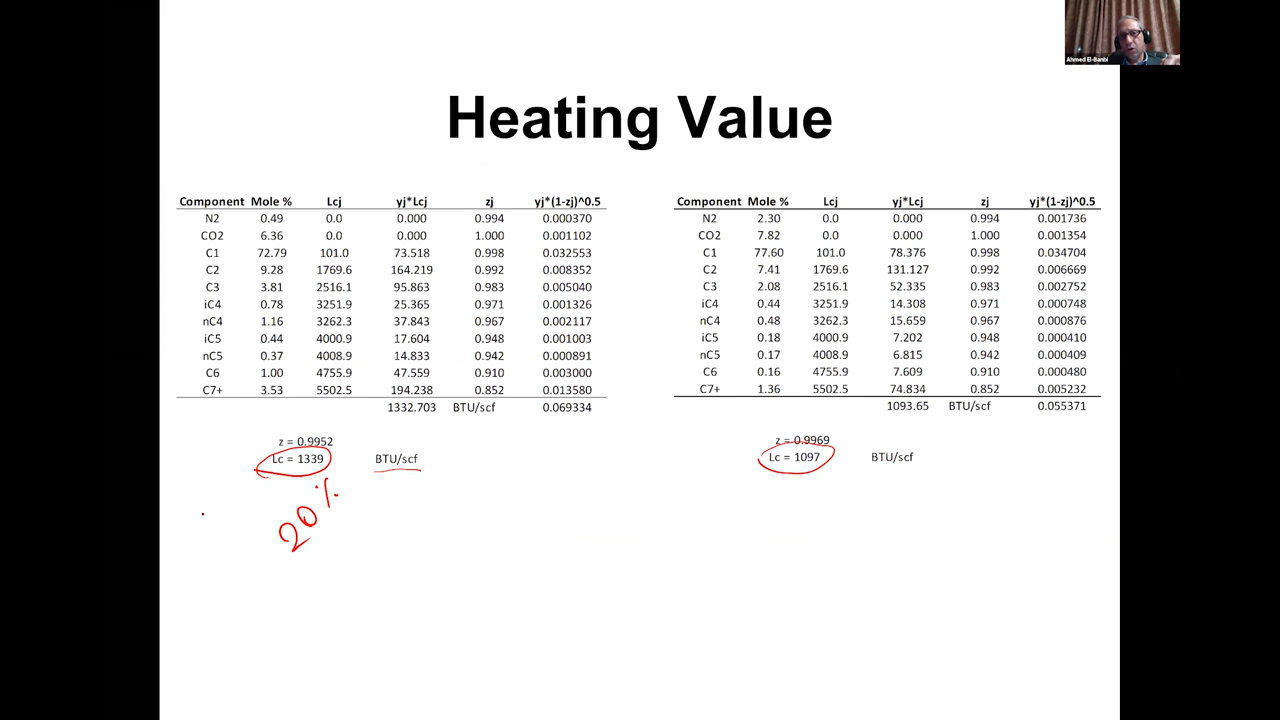 Ahmed El-Banbi
Heating Value
Component Mole % Lcj yj*Lcj zj yj*(1-zj)^0.5
N2 0.49 0.0 0.000 0.994 0.000370
CO2 6.36 0.0 0.000 1.000 0.001102
C1 72.79 101.0 73.518 0.998 0.032553
C2 9.28 1769.6 164.219 0.992 0.008352
C3 3.81 2516.1 95.863 0.983 0.005040
iC4 0.78 3251.9 25.365 0.971 0.001326
nC4 1.16 3262.3 37.843 0.967 0.002117
iC5 0.44 4000.9 17.604 0.948 0.001003
nC5 0.37 4008.9 14.833 0.942 0.000891
C6 1.00 4755.9 47.559 0.910 0.003000
C7+ 3.53 5502.5 194.238 0.852 0.013580
1332.703 BTU/scf 0.069334
z = 0.9952
Lc = 1339 BTU/scf
20%
Component Mole % Lcj yj*Lcj zj yj*(1-zj)^0.5
N2 2.30 0.0 0.000 0.994 0.001736
CO2 7.82 0.0 0.000 1.000 0.001354
C1 77.60 101.0 78.376 0.998 0.034704
C2 7.41 1769.6 131.127 0.992 0.006669
C3 2.08 2516.1 52.335 0.983 0.002752
iC4 0.44 3251.9 14.308 0.971 0.000748
nC4 0.48 3262.3 15.659 0.967 0.000876
iC5 0.18 4000.9 7.202 0.948 0.000410
nC5 0.17 4008.9 6.815 0.942 0.000409
C6 0.16 4755.9 7.609 0.910 0.000480
C7+ 1.36 5502.5 74.834 0.852 0.005232
1093.65 BTU/scf 0.055371
z = 0.9969
Lc = 1097 BTU/scf